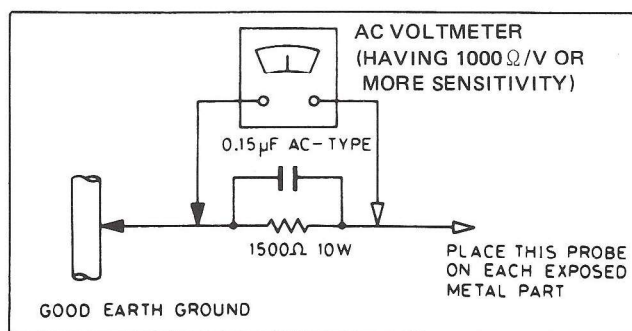 AC VOLTMETER
(HAVING 1000 Ω/V OR
MORE SENSITIVITY)
0.15μF AC-TYPE
1500Ω 10W
PLACE THIS PROBE
ON EACH EXPOSED
METAL PART
GOOD EARTH GROUND